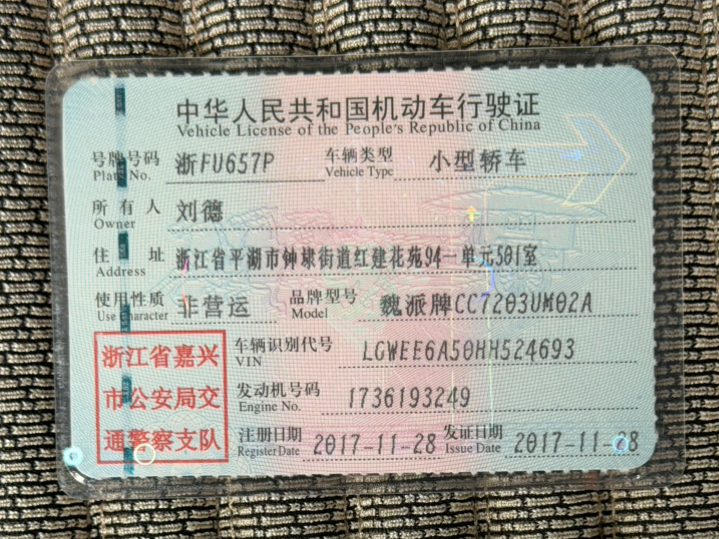 中华人民共和国机动车行驶证
Vehicle License of the People's Republic of China
号牌号码 浙FU657P 车辆类型 小型轿车
Plate No. Vehicle Type
所有人 刘德
Owner
住址 浙江省平湖市钟埭街道红建花苑94一单元501室
Address
使用性质 非营运 品牌型号 魏派牌CC7203UM02A
Use Character Model
浙江省嘉兴
市公安局交
通警察支队
车辆识别代号 LGWEE6A50HH524693
VIN
发动机号码 1736193249
Engine No.
注册日期 2017-11-28 发证日期 2017-11-28
Register Date Issue Date